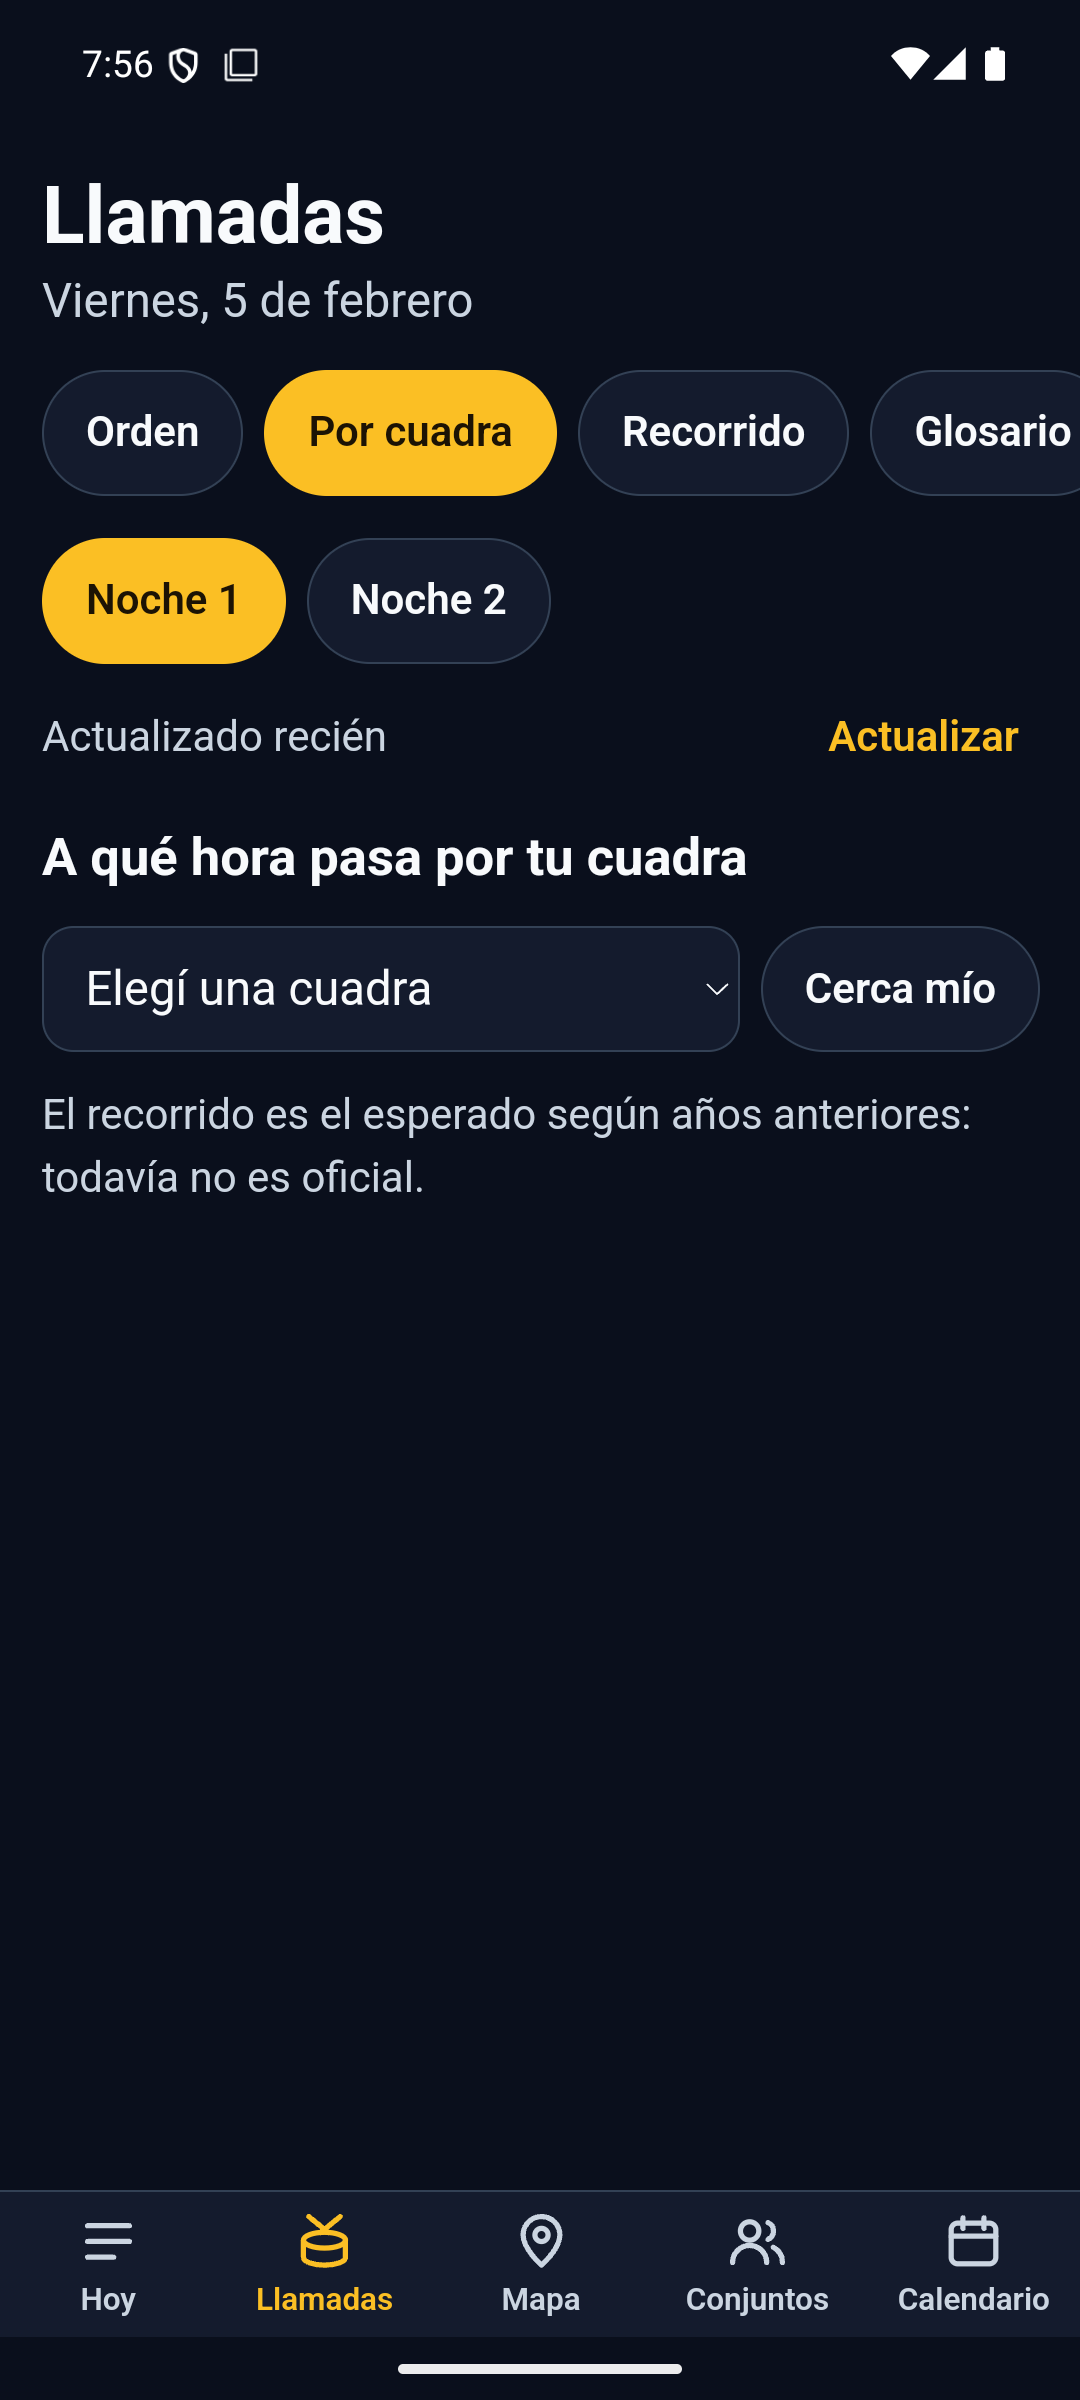 7:56
Llamadas
Viernes, 5 de febrero
Orden
Por cuadra
Recorrido
Glosario
Noche 1
Noche 2
Actualizado recién
Actualizar
A qué hora pasa por tu cuadra
Elegí una cuadra
Cerca mío
El recorrido es el esperado según años anteriores:
todavía no es oficial.
Hoy
Llamadas
Mapa
Conjuntos
Calendario